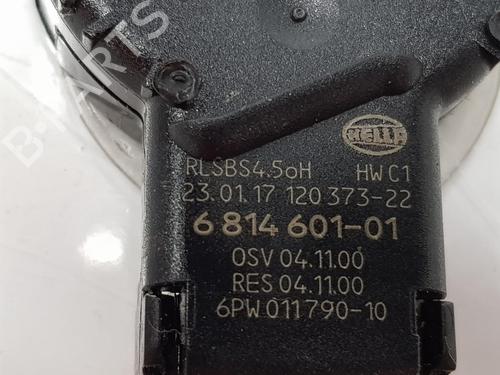 B-PARTS
HELLA
RLSBS4.5oH HW C1
23.01.17 120 373-22
6 814 601-01
OSV 04.11.00
RES 04.11.00
6PW 011790-10